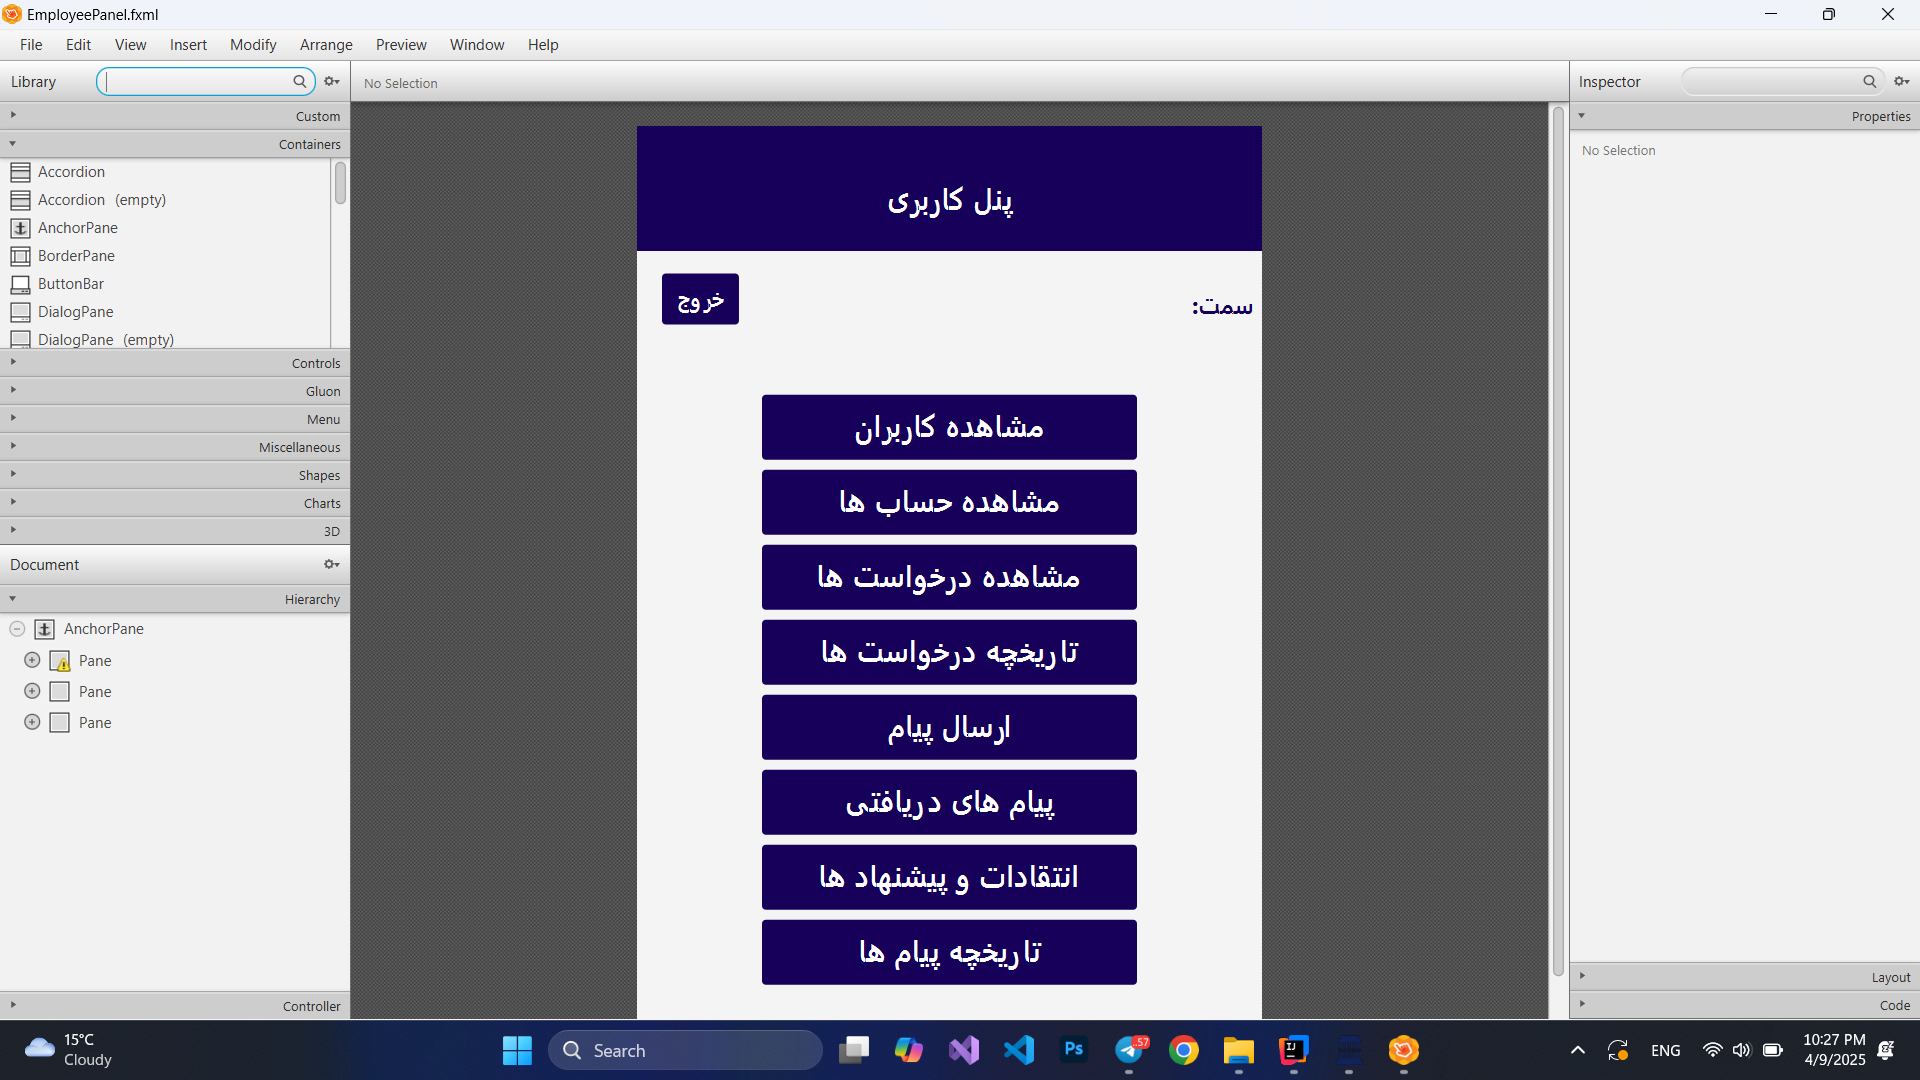 EmployeePanel.fxml
File Edit View Insert Modify Arrange Preview Window Help
Library
No Selection
Inspector
Custom
Containers
Accordion
Accordion (empty)
AnchorPane
BorderPane
ButtonBar
DialogPane
DialogPane (empty)
Controls
Gluon
Menu
Miscellaneous
Shapes
Charts
3D
Document
Hierarchy
AnchorPane
Pane
Pane
Pane
Controller
پنل کاربری
خروج
سمت:
مشاهده کاربران
مشاهده حساب ها
مشاهده درخواست ها
تاریخچه درخواست ها
ارسال پیام
پیام های دریافتی
انتقادات و پیشنهاد ها
تاریخچه پیام ها
Properties
No Selection
Layout
Code
15°C
Cloudy
Search
Ps
..57
IJ
ENG
10:27 PM
4/9/2025